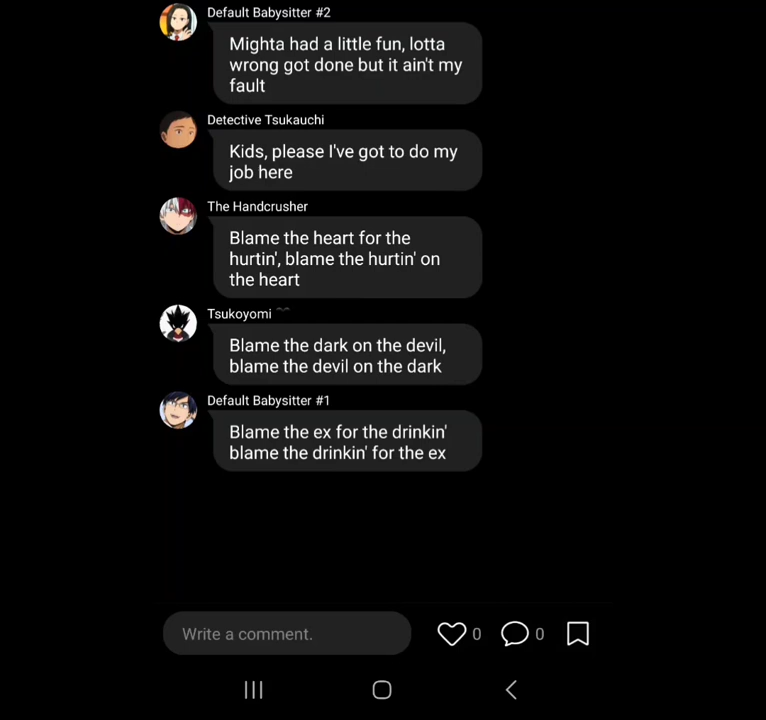 Default Babysitter #2
Mighta had a little fun, lotta
wrong got done but it ain't my
fault
Detective Tsukauchi
Kids, please I've got to do my
job here
The Handcrusher
Blame the heart for the
hurtin', blame the hurtin' on
the heart
Tsukoyomi
Blame the dark on the devil,
blame the devil on the dark
Default Babysitter #1
Blame the ex for the drinkin'
blame the drinkin' for the ex
Write a comment.
0
0